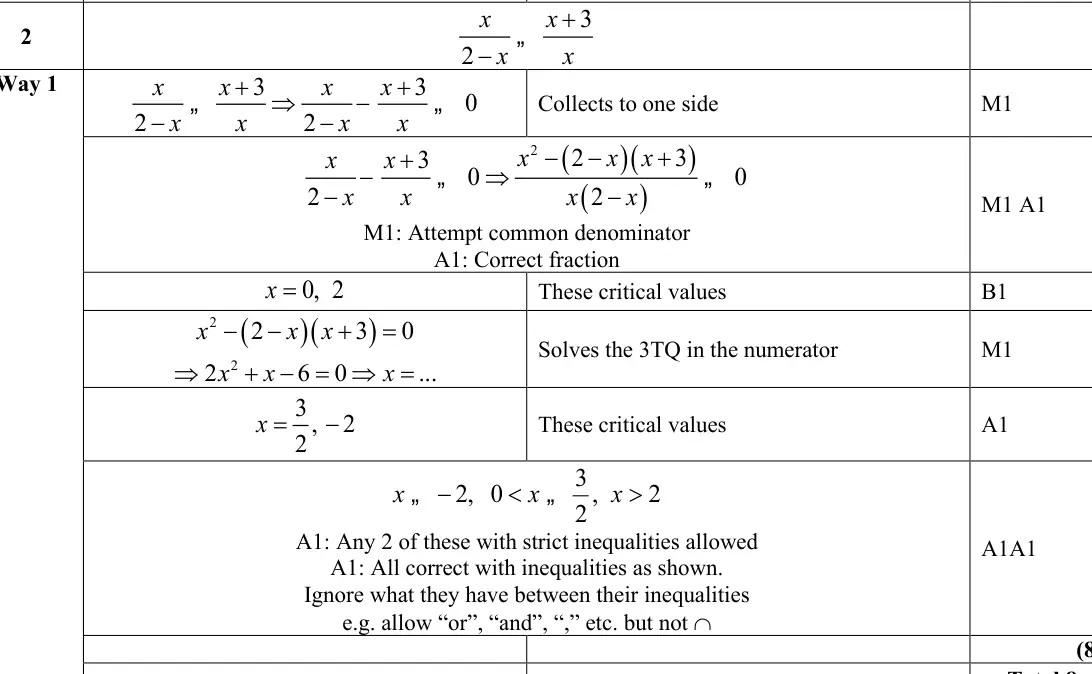 2
x/(2 − x) „ (x + 3)/x
Way 1
x/(2 − x) „ (x + 3)/x ⇒ x/(2 − x) − (x + 3)/x „ 0
Collects to one side
M1
x/(2 − x) − (x + 3)/x „ 0 ⇒ (x² − (2 − x)(x + 3))/(x(2 − x)) „ 0
M1: Attempt common denominator
A1: Correct fraction
M1 A1
x = 0, 2
These critical values
B1
x² − (2 − x)(x + 3) = 0
⇒ 2x² + x − 6 = 0 ⇒ x = ...
Solves the 3TQ in the numerator
M1
x = 3/2, − 2
These critical values
A1
x „ − 2, 0 < x „ 3/2, x > 2
A1: Any 2 of these with strict inequalities allowed
A1: All correct with inequalities as shown.
Ignore what they have between their inequalities
e.g. allow “or”, “and”, “,” etc. but not ∩
A1A1
(8